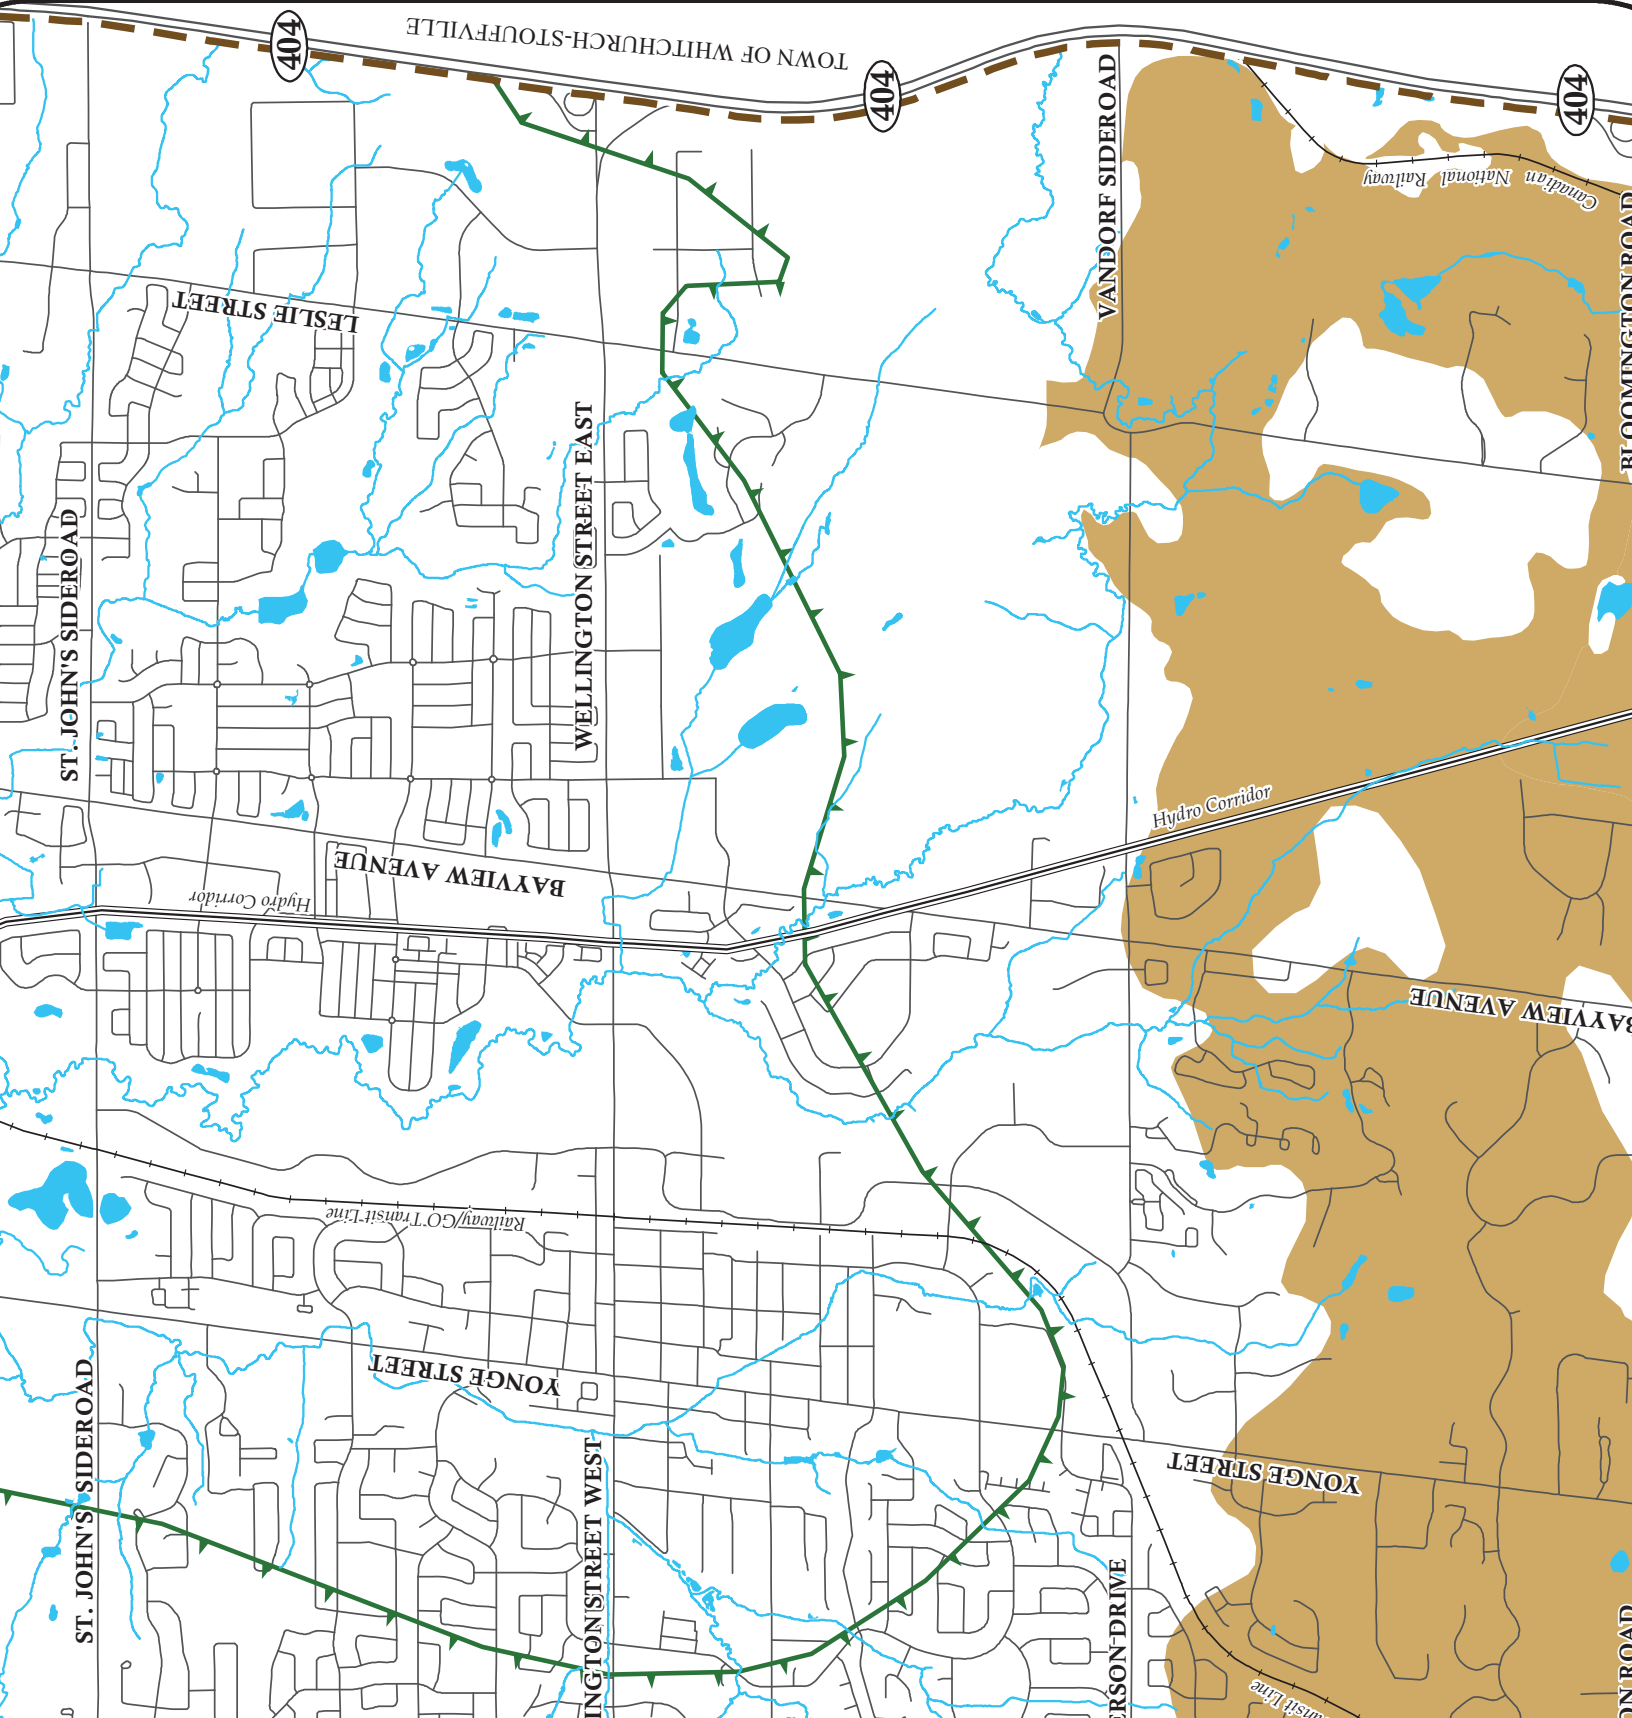 404
TOWN OF WHITCHURCH-STOUFFVILLE
404
404
VANDORF SIDEROAD
Canadian National Railway
BLOOMINGTON ROAD
LESLIE STREET
WELLINGTON STREET EAST
ST. JOHN'S SIDEROAD
Hydro Corridor
BAYVIEW AVENUE
Hydro Corridor
BAYVIEW AVENUE
Railway/GO Transit Line
YONGE STREET
ST. JOHN'S SIDEROAD
INGTON STREET WEST
YONGE STREET
ERSON DRIVE
ansit Line
ON ROAD